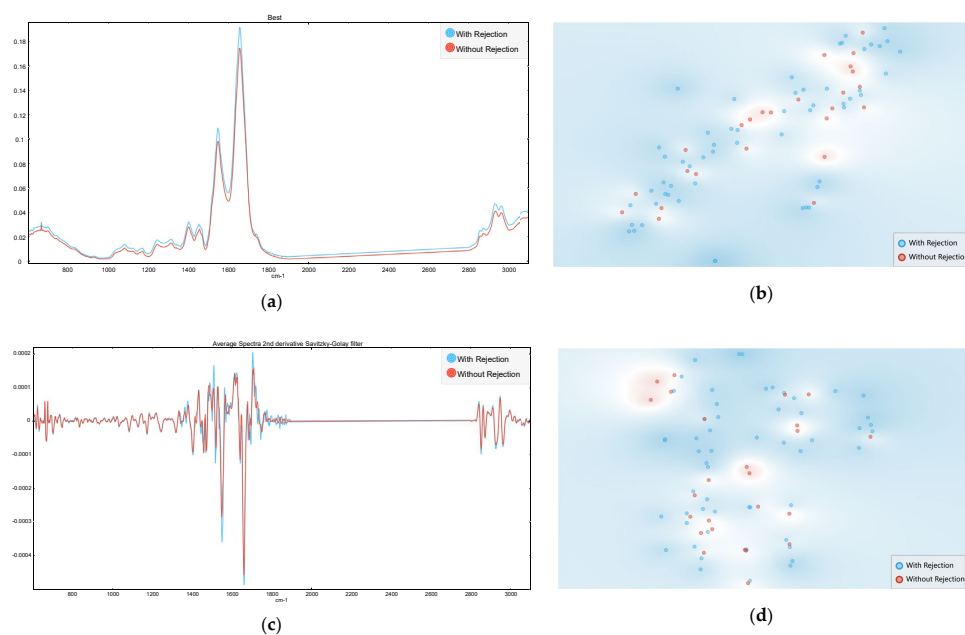 Best
With Rejection
Without Rejection
0.18
0.16
0.14
0.12
0.1
0.08
0.06
0.04
0.02
0
800 1000 1200 1400 1600 1800 2000 2200 2400 2600 2800 3000
cm-1
(a)
With Rejection
Without Rejection
(b)
Average Spectra 2nd derivative Savitzky-Golay filter
With Rejection
Without Rejection
0.0002
0.0001
0
-0.0001
-0.0002
-0.0003
-0.0004
800 1000 1200 1400 1600 1800 2000 2200 2400 2600 2800 3000
cm-1
(c)
With Rejection
Without Rejection
(d)